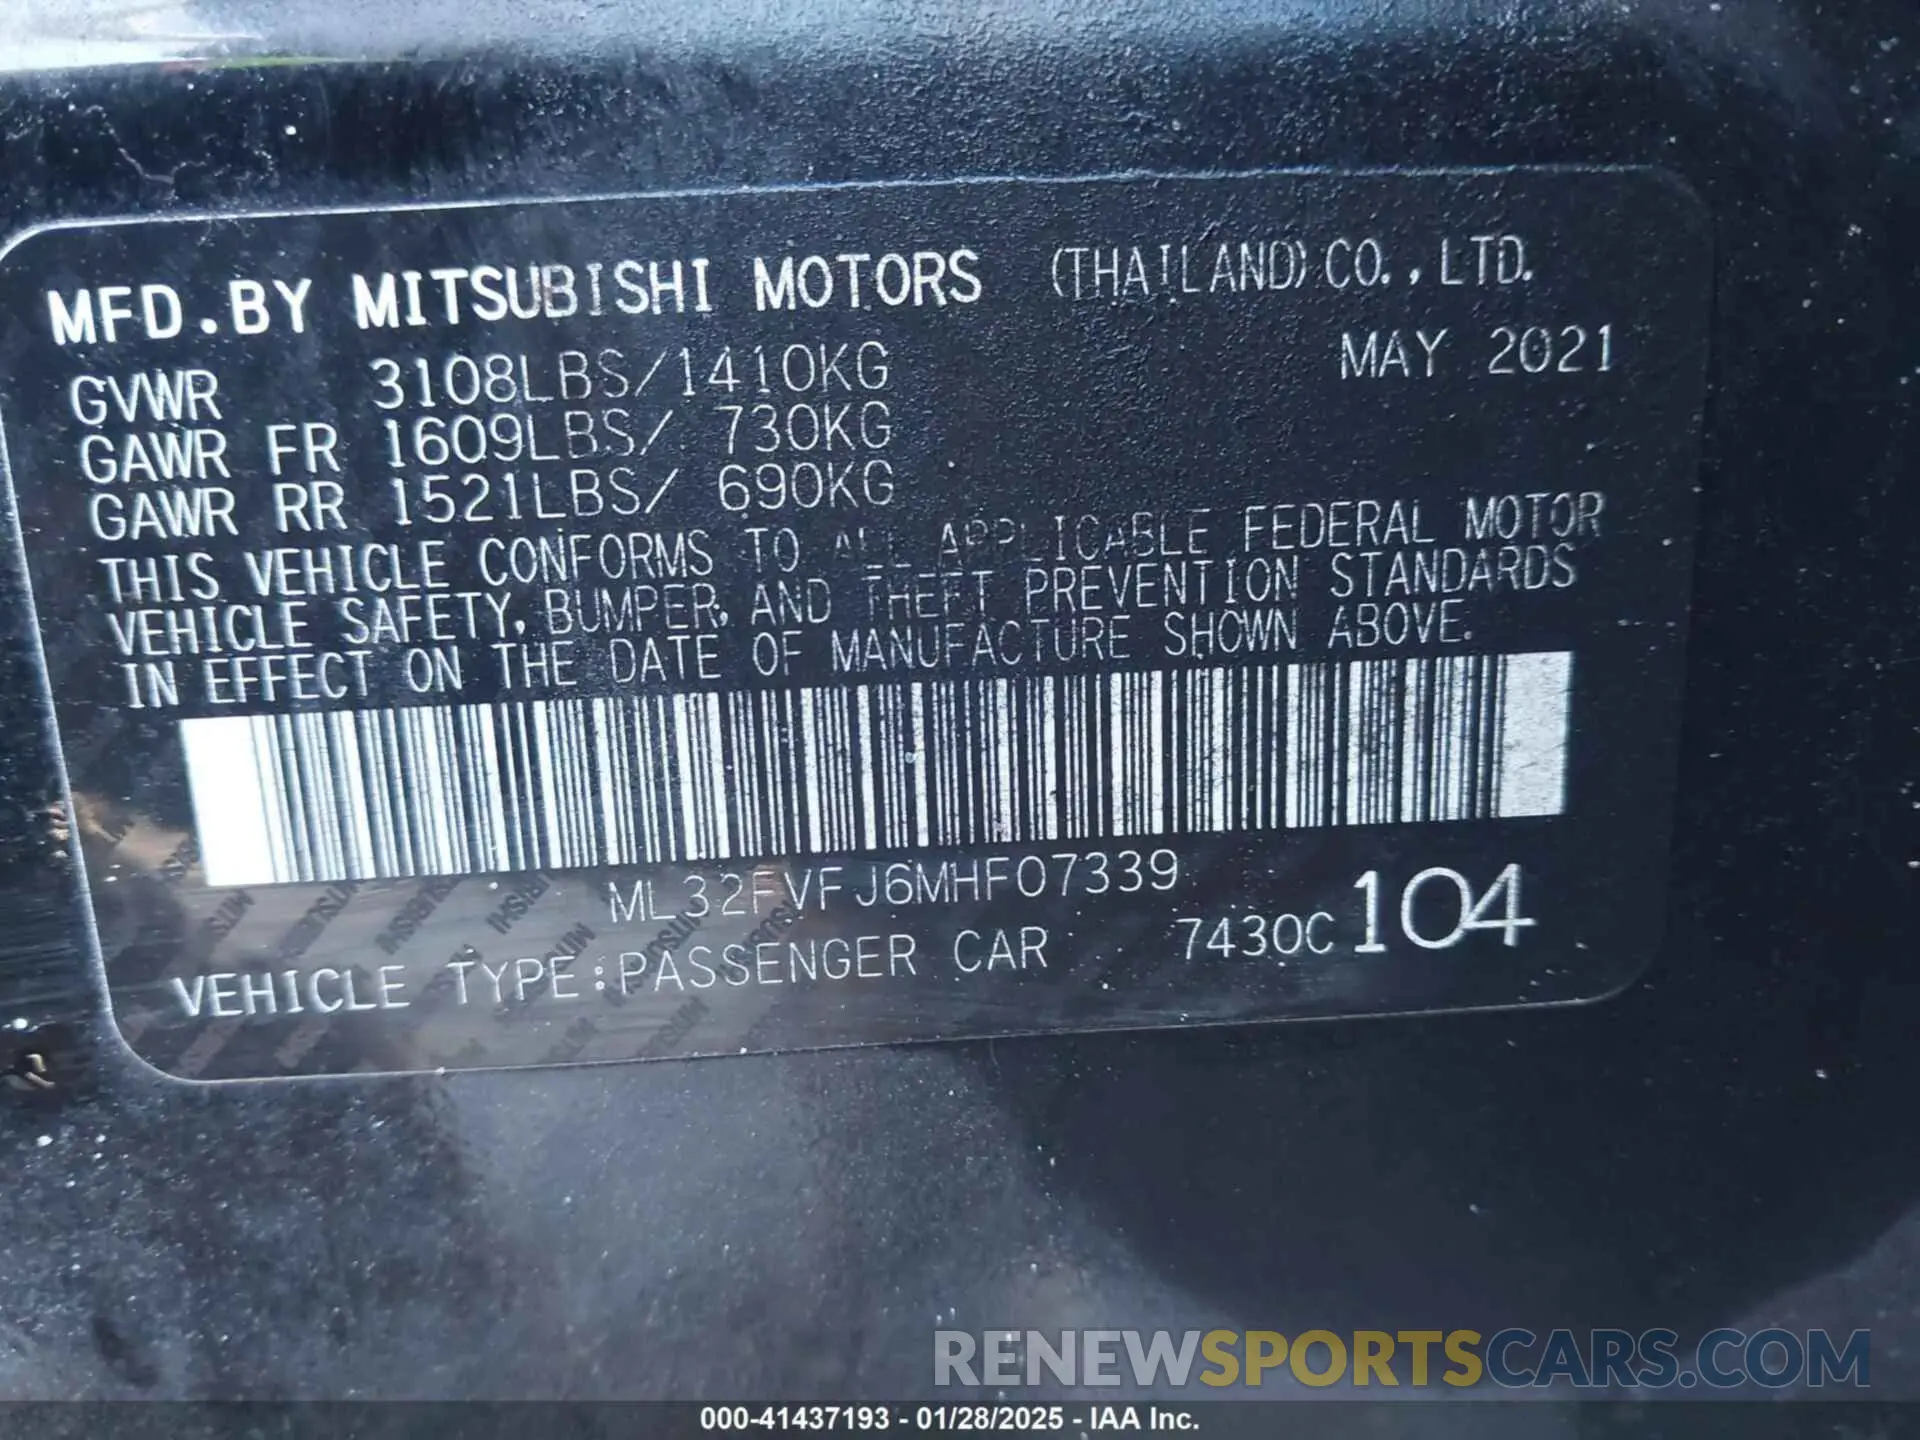 MFD.BY MITSUBISHI MOTORS (THAILAND) CO., LTD.
GVWR 3108LBS/1410KG MAY 2021
GAWR FR 1609LBS/ 730KG
GAWR RR 1521LBS/ 690KG
THIS VEHICLE CONFORMS TO ALL APPLICABLE FEDERAL MOTOR
VEHICLE SAFETY, BUMPER, AND THEFT PREVENTION STANDARDS
IN EFFECT ON THE DATE OF MANUFACTURE SHOWN ABOVE.
ML32FVFJ6MHF07339
VEHICLE TYPE:PASSENGER CAR 7430C 104
RENEWSPORTSCARS.COM
000-41437193 - 01/28/2025 - IAA Inc.